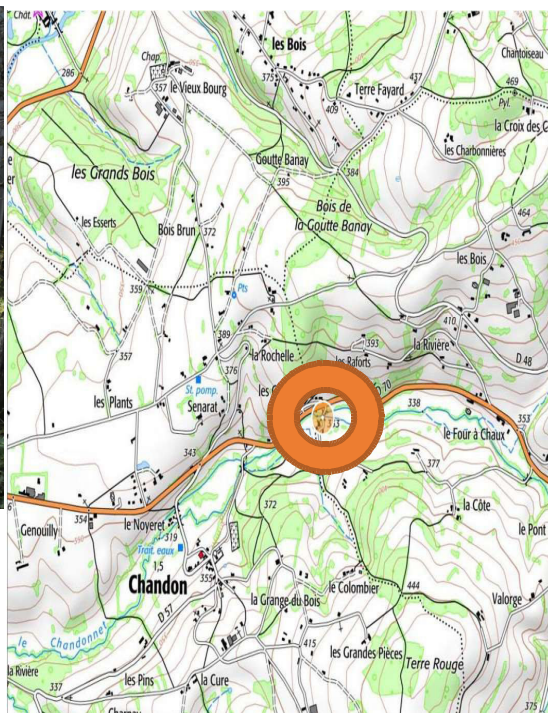 Chât.
les Bois
286
Chap.
375
Chantoiseau
357
le Vieux Bourg
Terre Fayard
437
469
Pyl.
409
la Croix des C
les Charbonnières
Goutte Banay
384
les Grands Bois
395
Bois de
la Goutte Banay
464
les Esserts
Bois Brun
372
les Bois
359
Pts
410
389
393
la Rivière
357
la Rochelle
D 48
376
les Raforts
St. pomp.
les Plants
Senarat
D 70
338
353
le Four à Chaux
343
377
372
la Côte
354
le Noyeret
Genouilly
319
le Pont
Trait. eaux
1,5
355
Chandon
le Colombier
444
la Grange du Bois
Valorge
D 57
le Chandonnet
415
les Grandes Pièces
Terre Rouge
la Rivière
les Pins
la Cure
337
375
Charnay